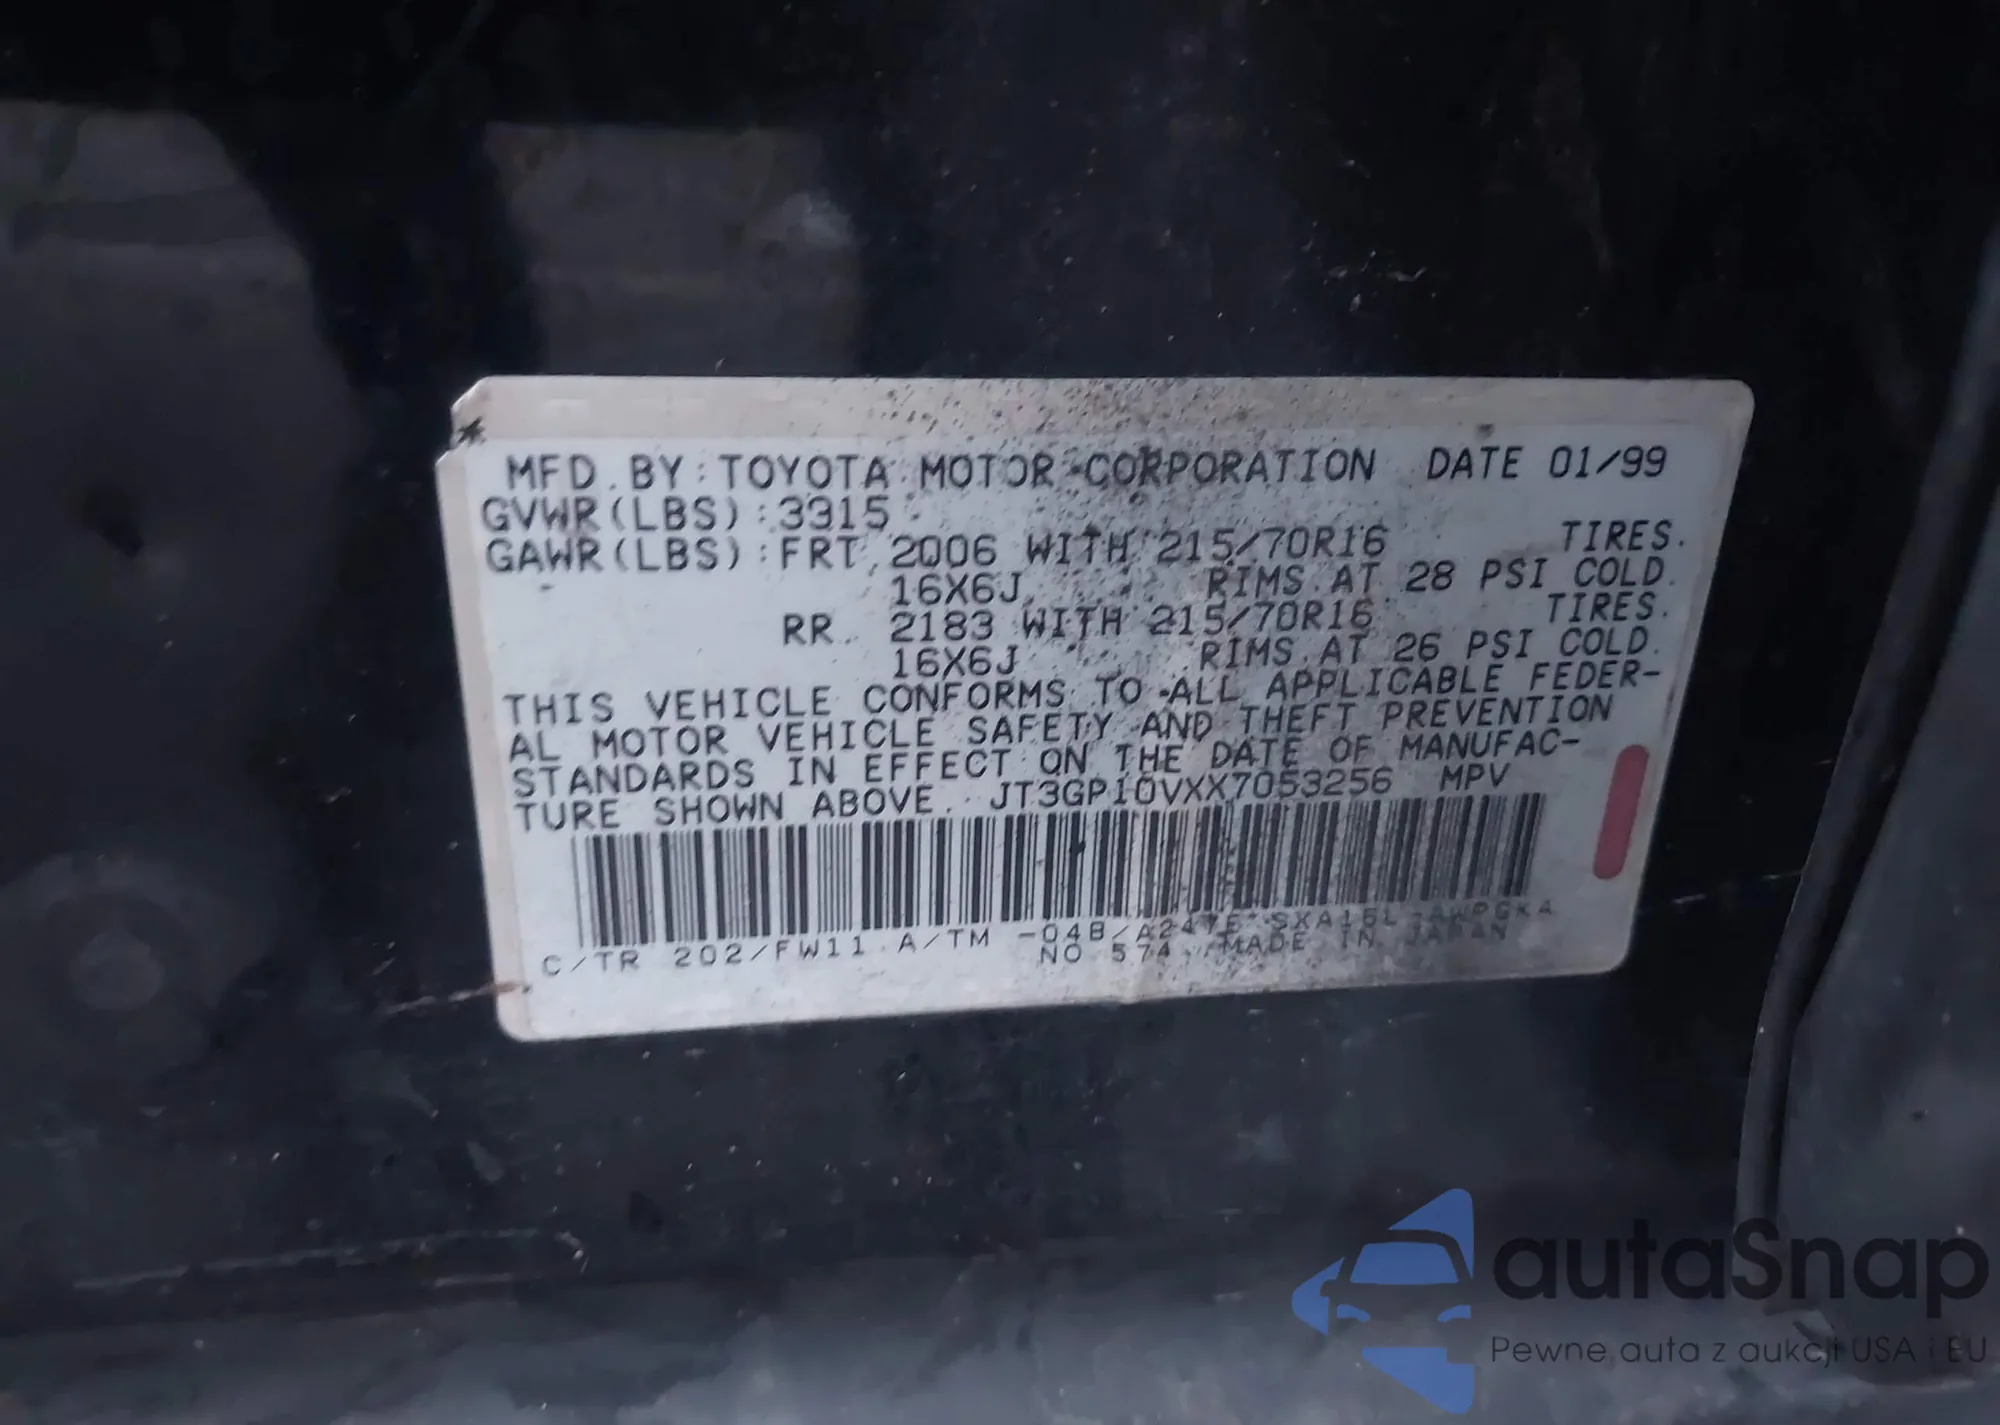 MFD. BY: TOYOTA MOTOR CORPORATION DATE 01/99
GVWR(LBS): 3315
GAWR(LBS): FRT. 2006 WITH 215/70R16 TIRES.
16X6J RIMS AT 28 PSI COLD.
RR. 2183 WITH 215/70R16 TIRES.
16X6J RIMS AT 26 PSI COLD.
THIS VEHICLE CONFORMS TO ALL APPLICABLE FEDER-
AL MOTOR VEHICLE SAFETY AND THEFT PREVENTION
STANDARDS IN EFFECT ON THE DATE OF MANUFAC-
TURE SHOWN ABOVE. JT3GP10VXX7053256 MPV
C/TR 202/FW11 A/TM -04B/A247E SXA15L-AWPGKA
NO 574 MADE IN JAPAN
autaSnap
Pewne auta z aukcji USA i EU